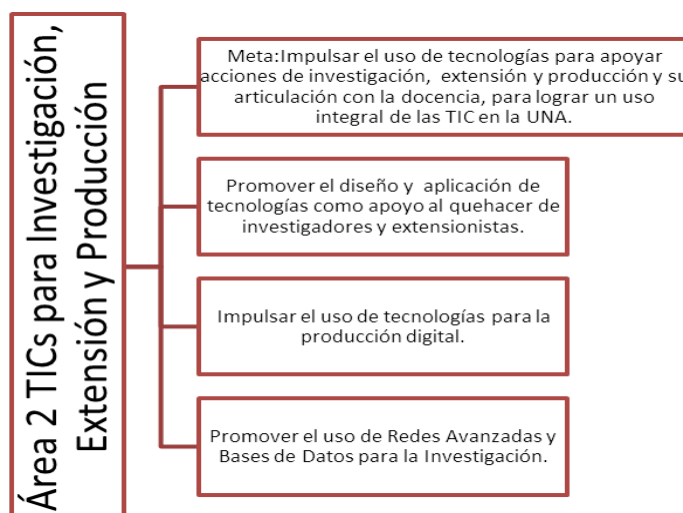 Área 2 TICs para Investigación,
Extensión y Producción
Meta:Impulsar el uso de tecnologías para apoyar
acciones de investigación, extensión y producción y su
articulación con la docencia, para lograr un uso
integral de las TIC en la UNA.
Promover el diseño y aplicación de
tecnologías como apoyo al quehacer de
investigadores y extensionistas.
Impulsar el uso de tecnologías para la
producción digital.
Promover el uso de Redes Avanzadas y
Bases de Datos para la Investigación.